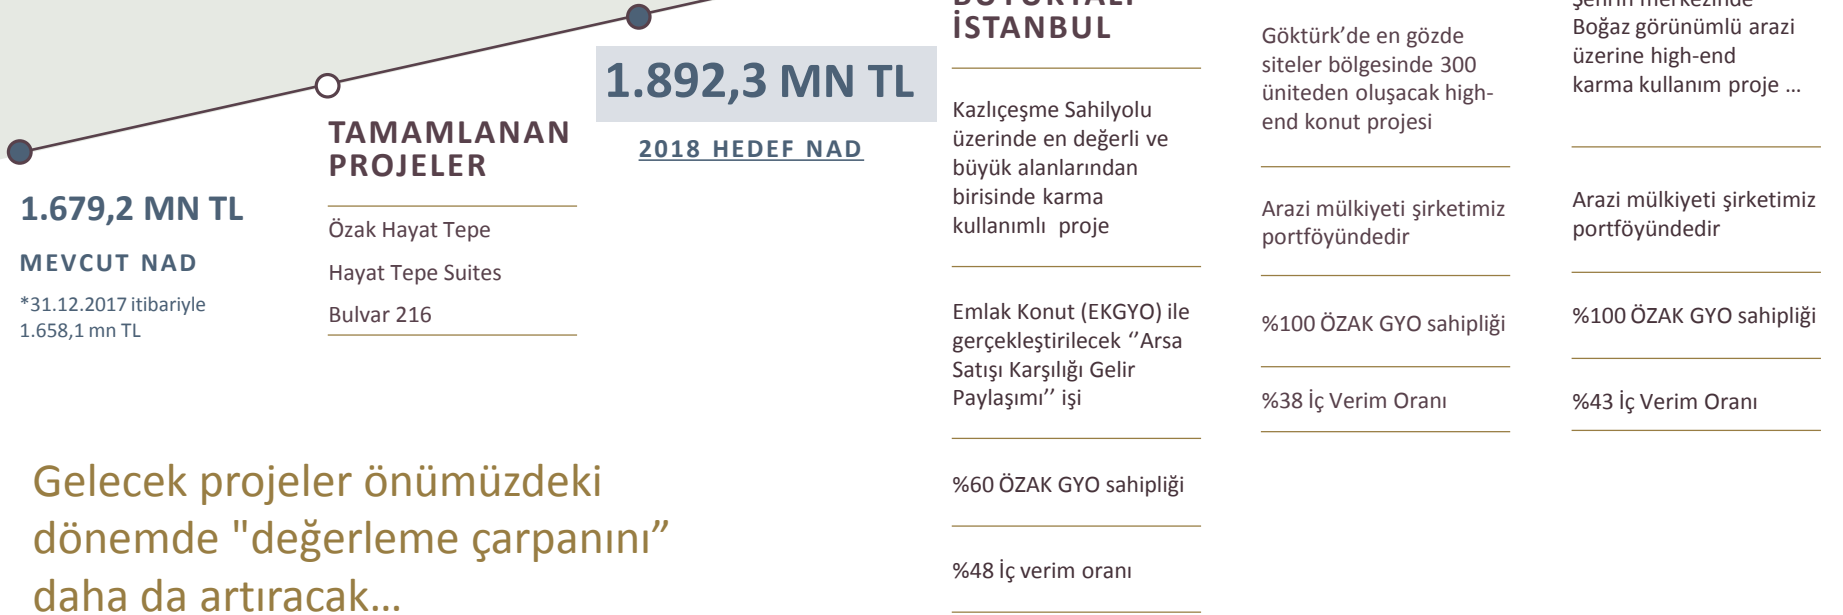 1.679,2 MN TL
MEVCUT NAD
*31.12.2017 itibariyle
1.658,1 mn TL
TAMAMLANAN
PROJELER
Özak Hayat Tepe
Hayat Tepe Suites
Bulvar 216
1.892,3 MN TL
2018 HEDEF NAD
Gelecek projeler önümüzdeki
dönemde "değerleme çarpanını”
daha da artıracak…
İSTANBUL
Kazlıçeşme Sahilyolu
üzerinde en değerli ve
büyük alanlarından
birisinde karma
kullanımlı proje
Emlak Konut (EKGYO) ile
gerçekleştirilecek ‘’Arsa
Satışı Karşılığı Gelir
Paylaşımı’’ işi
%60 ÖZAK GYO sahipliği
%48 İç verim oranı
Göktürk’de en gözde
siteler bölgesinde 300
üniteden oluşacak high-
end konut projesi
Arazi mülkiyeti şirketimiz
portföyündedir
%100 ÖZAK GYO sahipliği
%38 İç Verim Oranı
Şehrin merkezinde
Boğaz görünümlü arazi
üzerine high-end
karma kullanım proje …
Arazi mülkiyeti şirketimiz
portföyündedir
%100 ÖZAK GYO sahipliği
%43 İç Verim Oranı